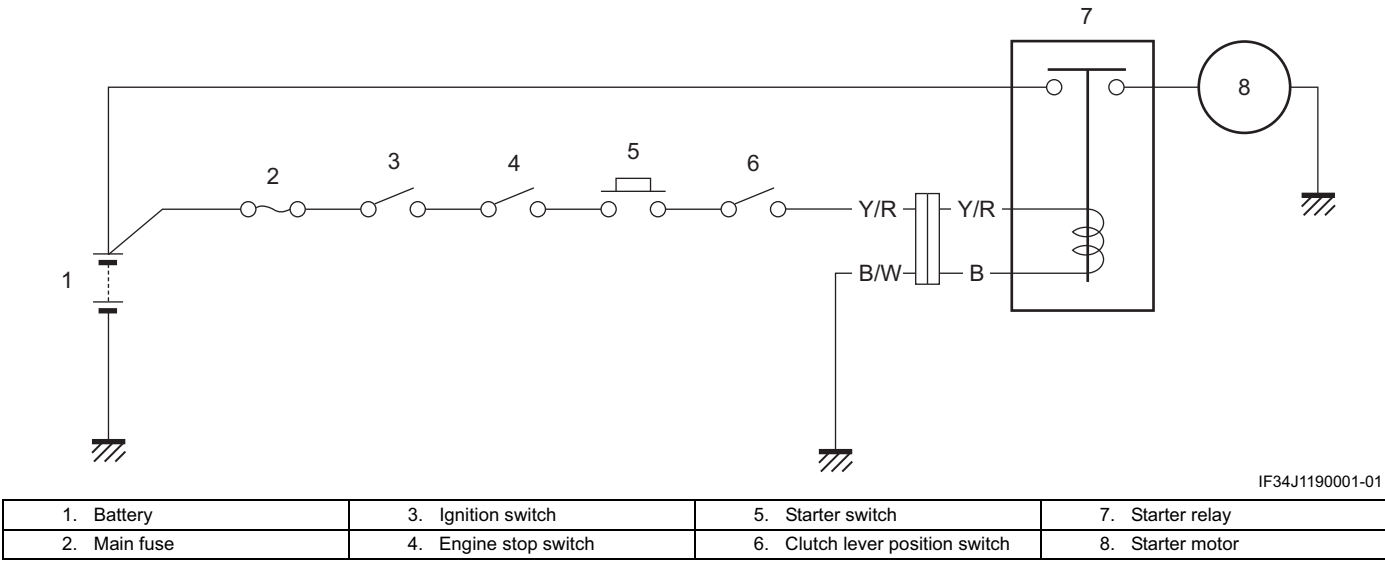 7
8
5
3
4
6
2
Y/R
Y/R
1
B/W
B
IF34J1190001-01
1. Battery
3. Ignition switch
5. Starter switch
7. Starter relay
2. Main fuse
4. Engine stop switch
6. Clutch lever position switch
8. Starter motor